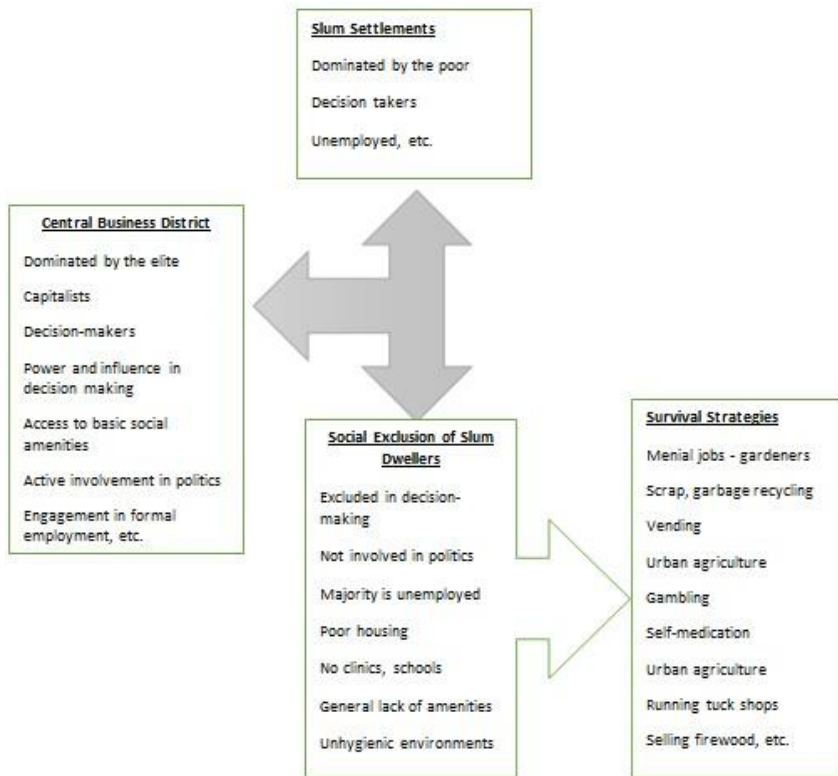 Slum Settlements
Dominated by the poor
Decision takers
Unemployed, etc.
Central Business District
Dominated by the elite
Capitalists
Decision-makers
Power and influence in
decision making
Access to basic social
amenities
Active involvement in politics
Engagement in formal
employment, etc.
Social Exclusion of Slum
Dwellers
Excluded in decision-
making
Not involved in politics
Majority is unemployed
Poor housing
No clinics, schools
General lack of amenities
Unhygienic environments
Survival Strategies
Menial jobs - gardeners
Scrap, garbage recycling
Vending
Urban agriculture
Gambling
Self-medication
Urban agriculture
Running tuck shops
Selling firewood, etc.